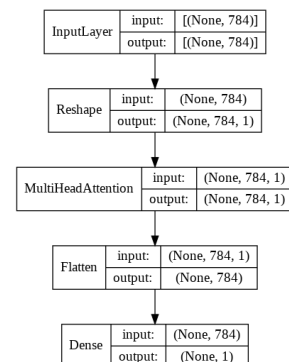 InputLayer input: [(None, 784)]
output: [(None, 784)]
Reshape input: (None, 784)
output: (None, 784, 1)
MultiHeadAttention input: (None, 784, 1)
output: (None, 784, 1)
Flatten input: (None, 784, 1)
output: (None, 784)
Dense input: (None, 784)
output: (None, 1)